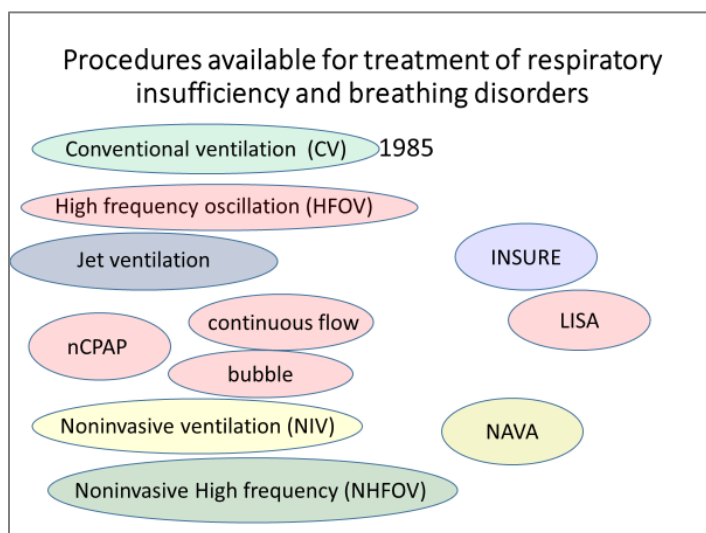 Procedures available for treatment of respiratory
insufficiency and breathing disorders
Conventional ventilation (CV) 1985
High frequency oscillation (HFOV)
Jet ventilation
INSURE
continuous flow
LISA
nCPAP
bubble
Noninvasive ventilation (NIV)
NAVA
Noninvasive High frequency (NHFOV)